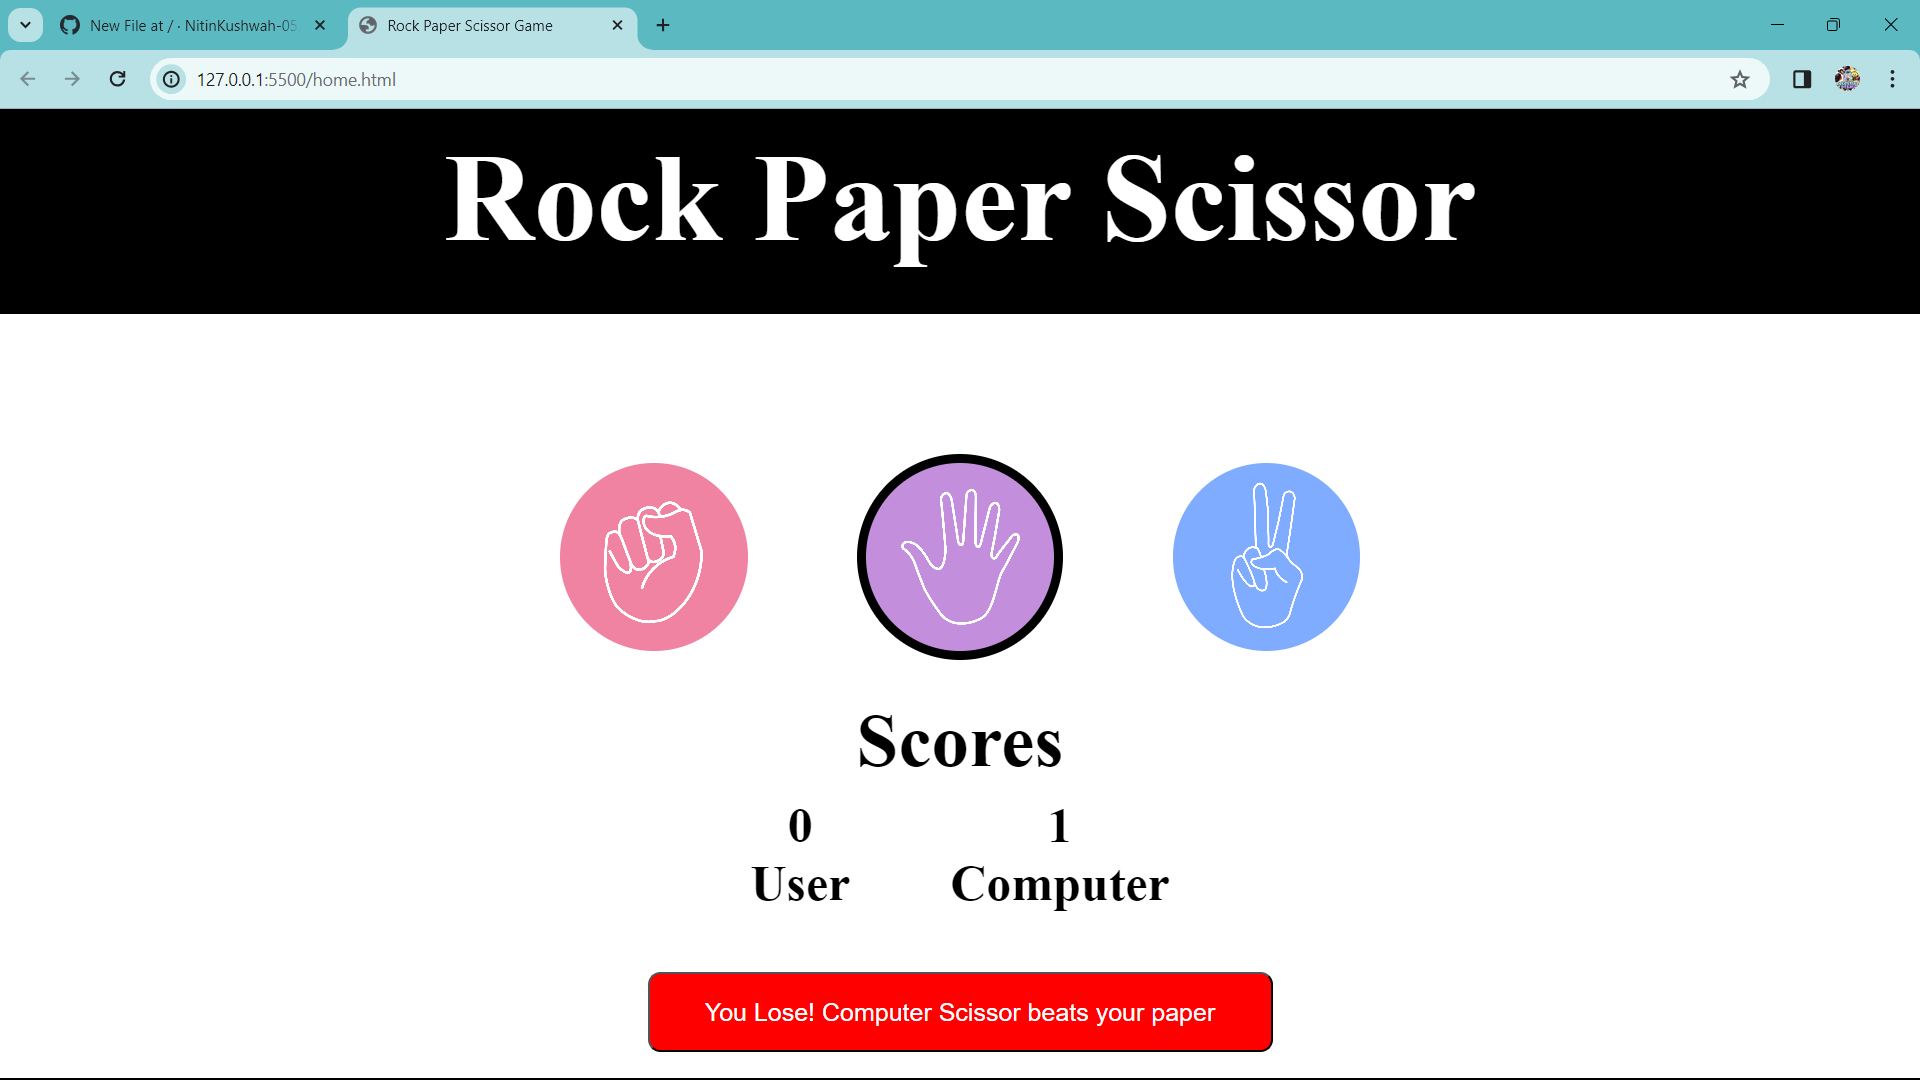 New File at / · NitinKushwah-05
Rock Paper Scissor Game
127.0.0.1:5500/home.html
Rock Paper Scissor
Scores
0 1
User Computer
You Lose! Computer Scissor beats your paper